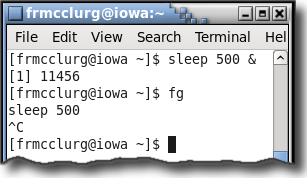 frmcclurg@iowa:~
File Edit View Search Terminal Hel
[frmcclurg@iowa ~]$ sleep 500 &
[1] 11456
[frmcclurg@iowa ~]$ fg
sleep 500
^C
[frmcclurg@iowa ~]$